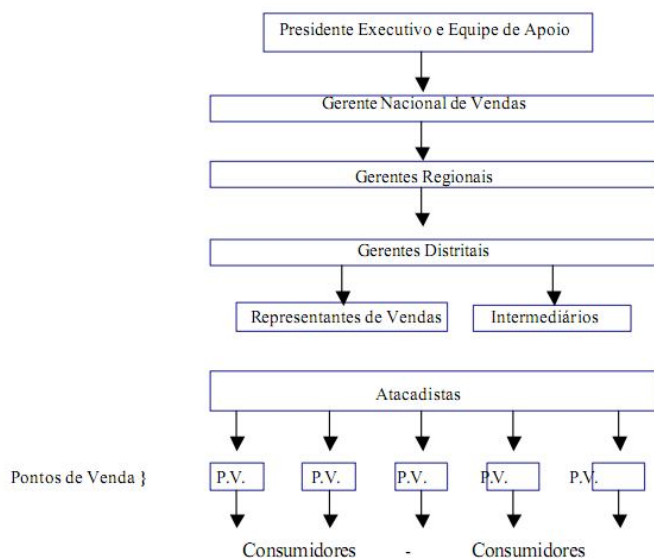 Presidente Executivo e Equipe de Apoio
Gerente Nacional de Vendas
Gerentes Regionais
Gerentes Distritais
Representantes de Vendas
Intermediários
Atacadistas
Pontos de Venda }
P.V.
P.V.
P.V.
P.V.
P.V.
Consumidores - Consumidores